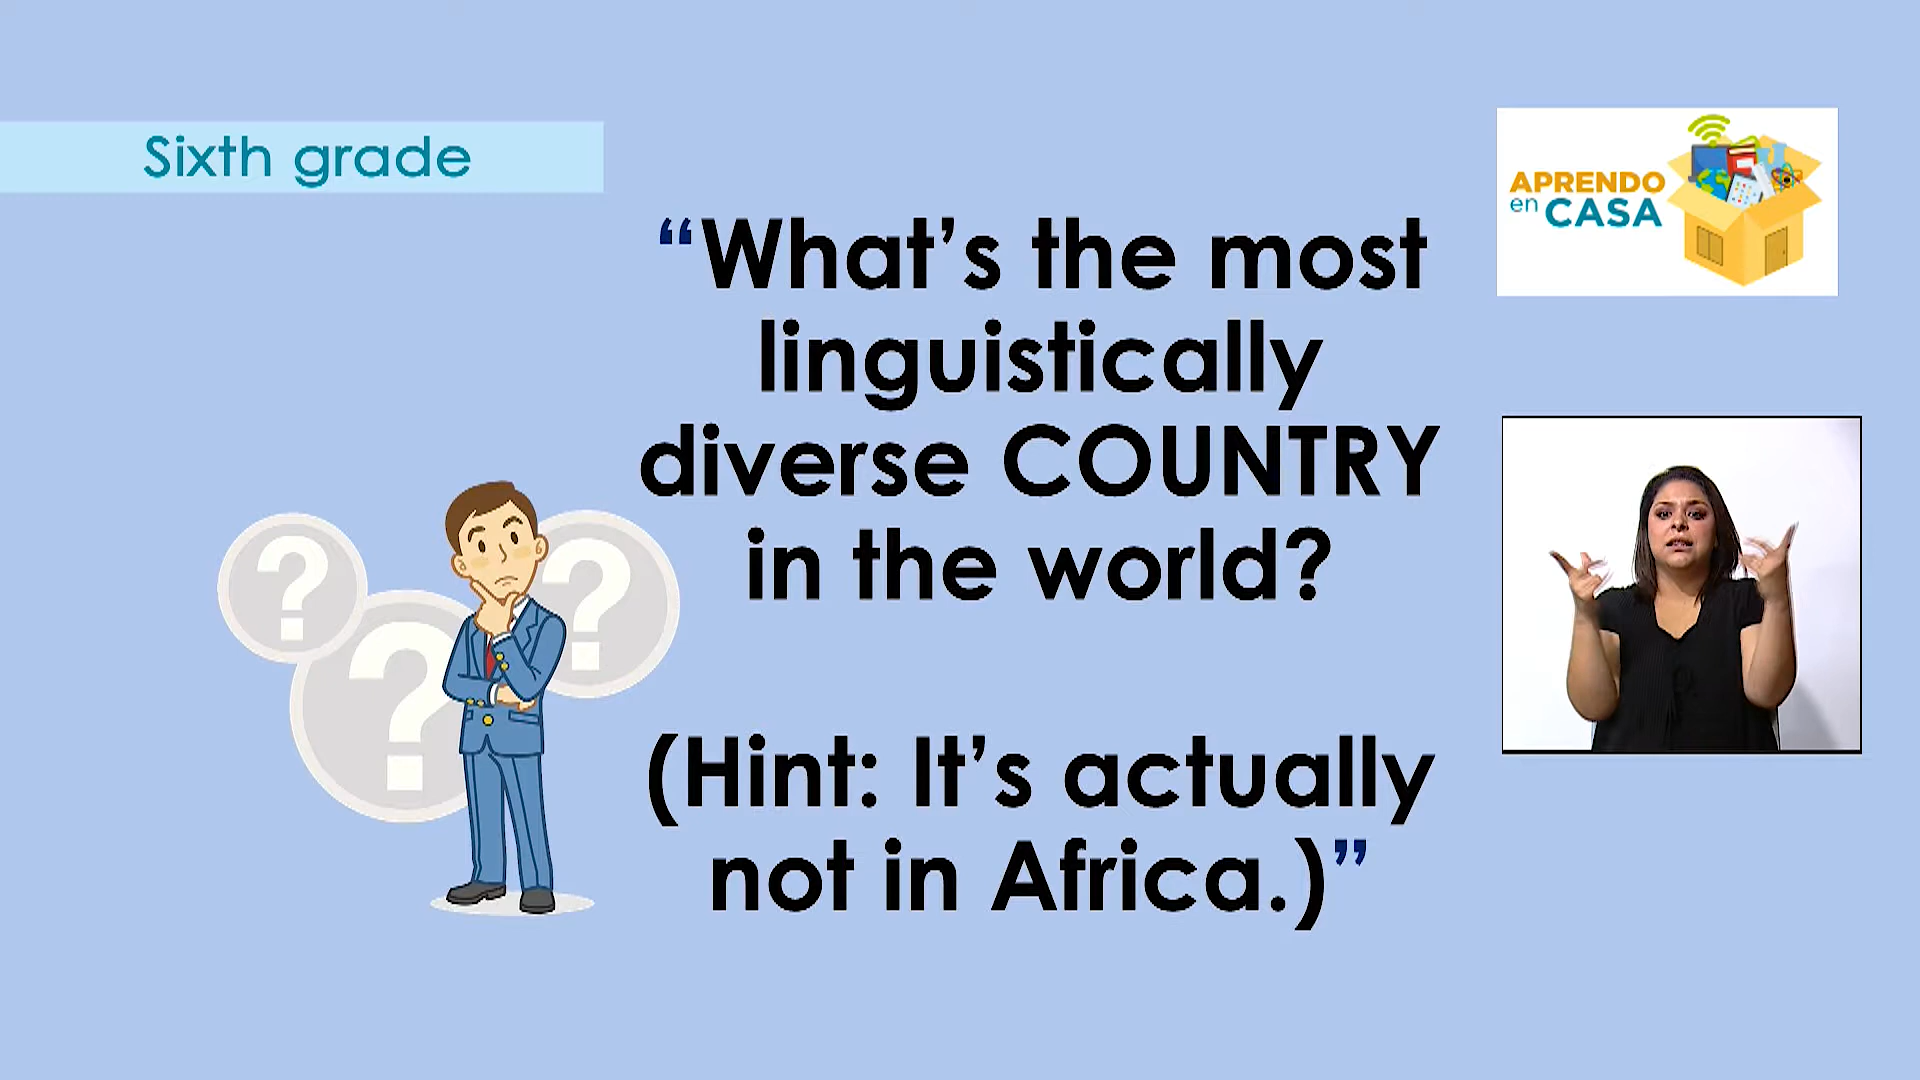 Sixth grade
APRENDO
en CASA
“What’s the most
linguistically
diverse COUNTRY
in the world?
(Hint: It’s actually
not in Africa.)”